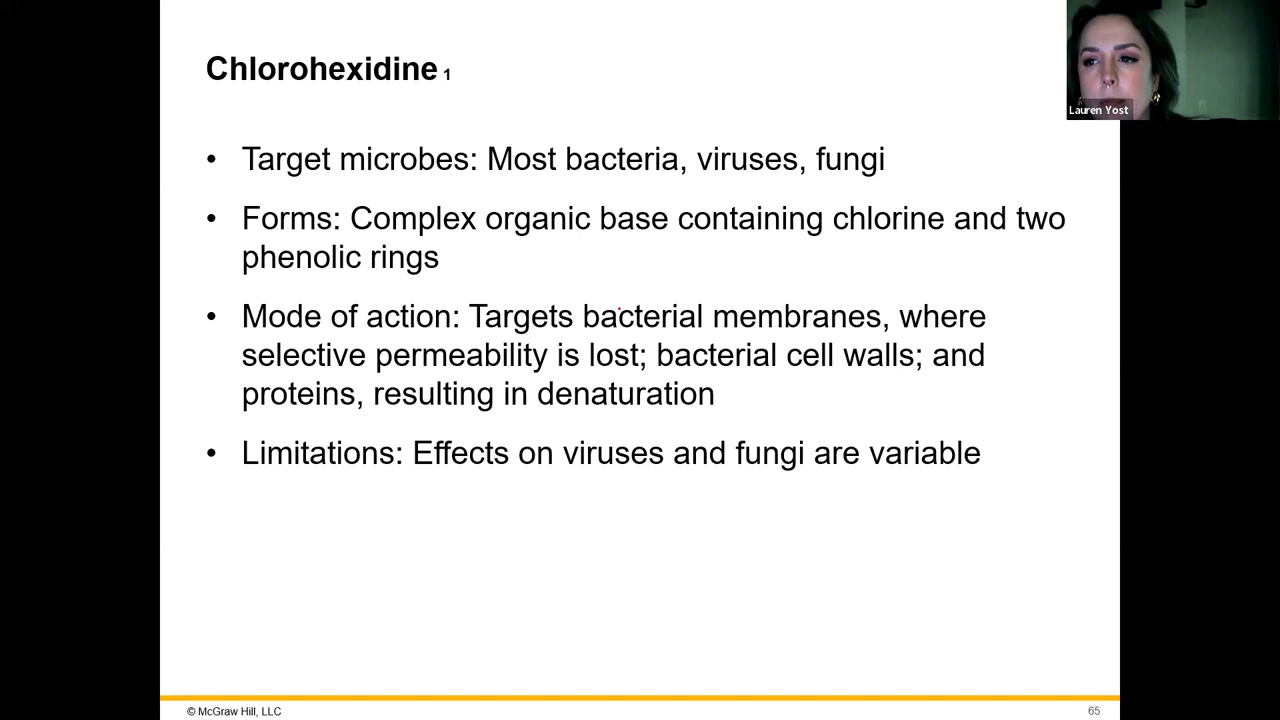 Chlorohexidine 1
Lauren Yost
• Target microbes: Most bacteria, viruses, fungi
• Forms: Complex organic base containing chlorine and two
phenolic rings
• Mode of action: Targets bacterial membranes, where
selective permeability is lost; bacterial cell walls; and
proteins, resulting in denaturation
• Limitations: Effects on viruses and fungi are variable
© McGraw Hill, LLC
65